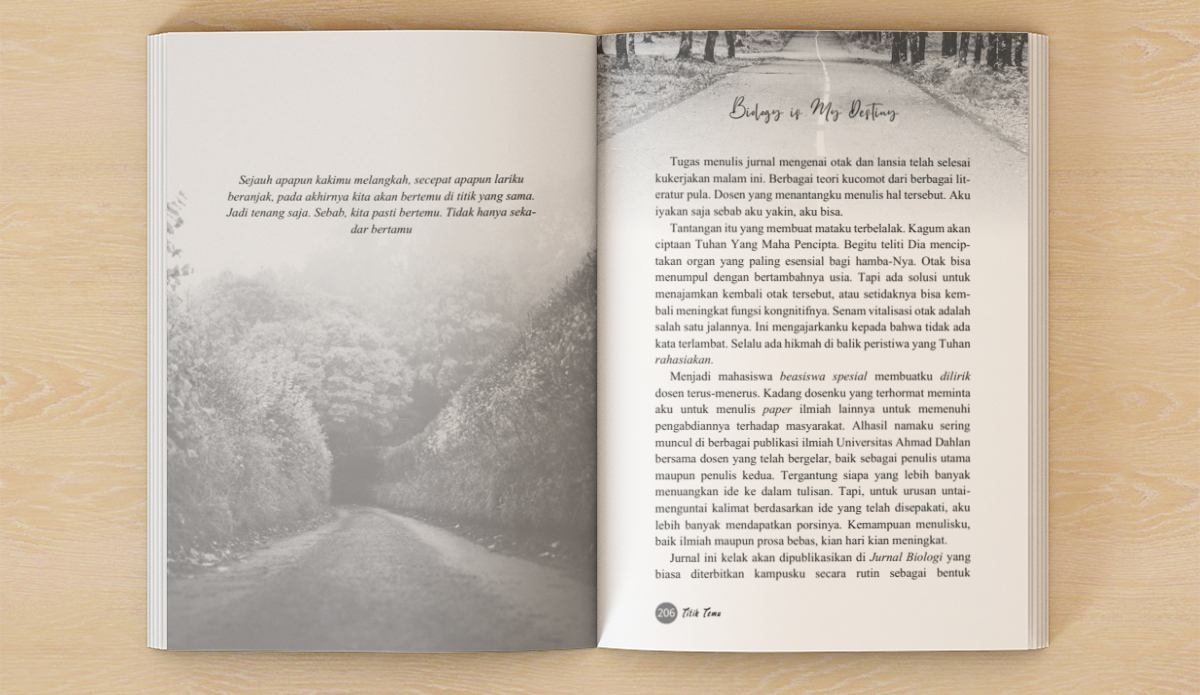 Sejauh apapun kakimu melangkah, secepat apapun lariku
beranjak, pada akhirnya kita akan bertemu di titik yang sama.
Jadi tenang saja. Sebab, kita pasti bertemu. Tidak hanya seka-
dar bertamu
Biology is My Destiny
Tugas menulis jurnal mengenai otak dan lansia telah selesai
kukerjakan malam ini. Berbagai teori kucomot dari berbagai lit-
eratur pula. Dosen yang menantangku menulis hal tersebut. Aku
iyakan saja sebab aku yakin, aku bisa.
Tantangan itu yang membuat mataku terbelalak. Kagum akan
ciptaan Tuhan Yang Maha Pencipta. Begitu teliti Dia mencip-
takan organ yang paling esensial bagi hamba-Nya. Otak bisa
menumpul dengan bertambahnya usia. Tapi ada solusi untuk
menajamkan kembali otak tersebut, atau setidaknya bisa kem-
bali meningkat fungsi kongnitifnya. Senam vitalisasi otak adalah
salah satu jalannya. Ini mengajarkanku kepada bahwa tidak ada
kata terlambat. Selalu ada hikmah di balik peristiwa yang Tuhan
rahasiakan.
Menjadi mahasiswa beasiswa spesial membuatku dilirik
dosen terus-menerus. Kadang dosenku yang terhormat meminta
aku untuk menulis paper ilmiah lainnya untuk memenuhi
pengabdiannya terhadap masyarakat. Alhasil namaku sering
muncul di berbagai publikasi ilmiah Universitas Ahmad Dahlan
bersama dosen yang telah bergelar, baik sebagai penulis utama
maupun penulis kedua. Tergantung siapa yang lebih banyak
menuangkan ide ke dalam tulisan. Tapi, untuk urusan untai-
menguntai kalimat berdasarkan ide yang telah disepakati, aku
lebih banyak mendapatkan porsinya. Kemampuan menulisku,
baik ilmiah maupun prosa bebas, kian hari kian meningkat.
Jurnal ini kelak akan dipublikasikan di Jurnal Biologi yang
biasa diterbitkan kampusku secara rutin sebagai bentuk
206 Titik Temu